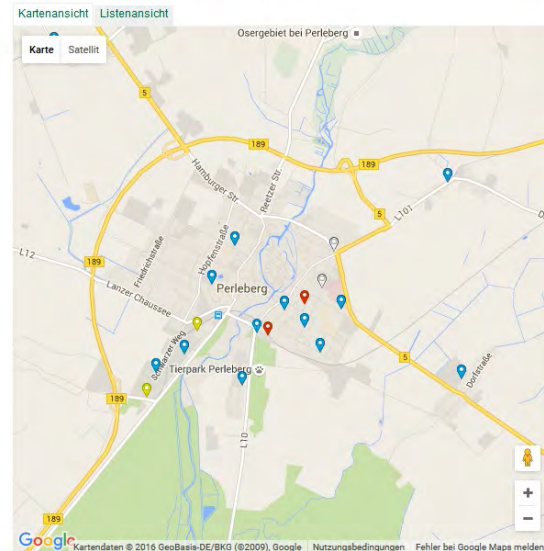 Kartenansicht Listenansicht
Osergebiet bei Perleberg
Karte Satellit
5
189
Hamburger Str.
Reetzer Str.
189
189
L101
5
Hopfenstraße
Friedrichstraße
L12
189
Lanzer Chaussee
Perleberg
Schwarzer Weg
5
Dorfstraße
Tierpark Perleberg
189
L10
189
Google
Kartendaten © 2016 GeoBasis-DE/BKG (©2009), Google Nutzungsbedingungen Fehler bei Google Maps melden